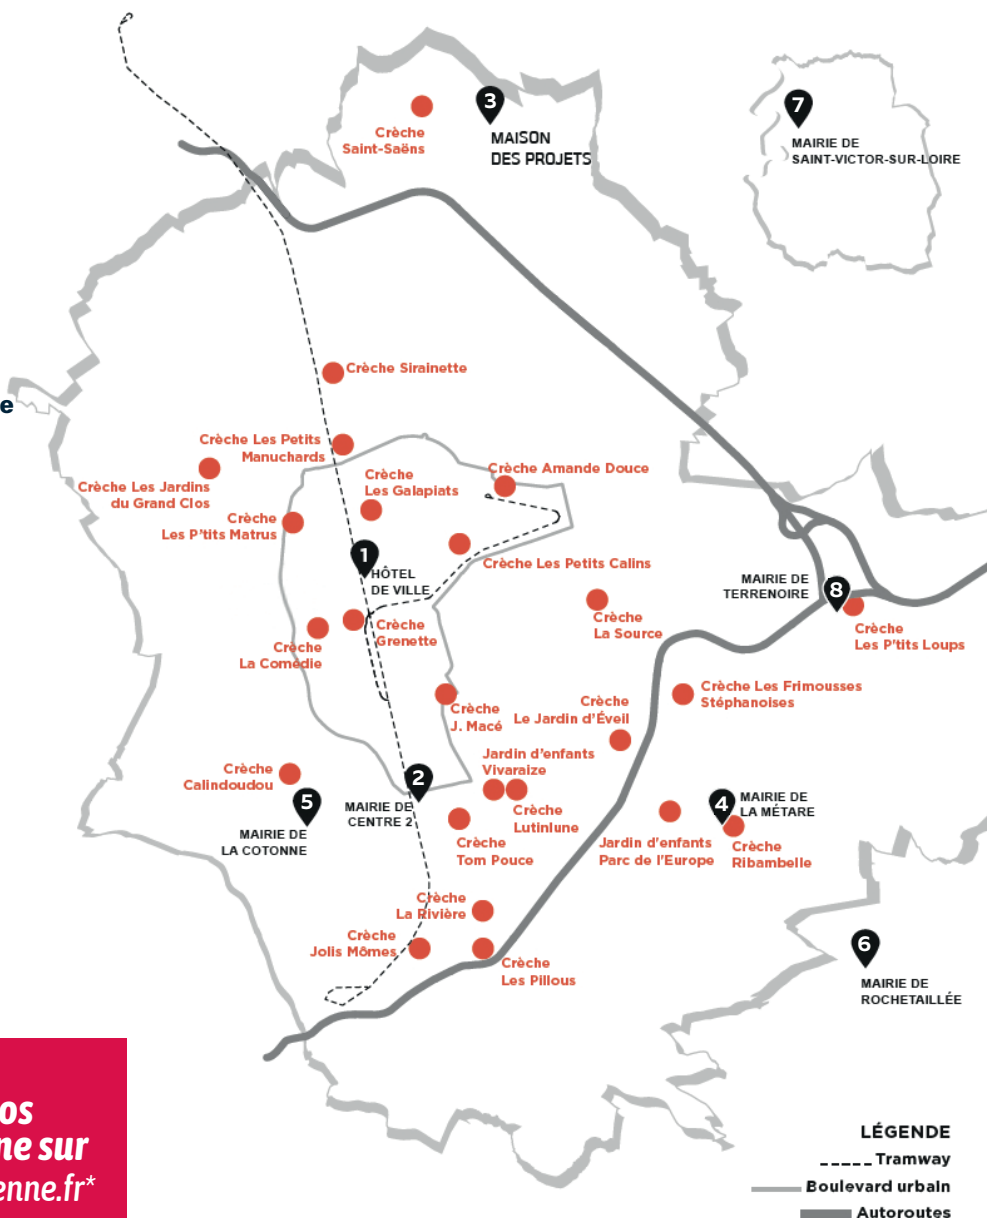 3
Crèche
Saint-Saëns
MAISON
DES PROJETS
7
MAIRIE DE
SAINT-VICTOR-SUR-LOIRE
Crèche Sirainette
e
Crèche Les Petits
Manuchards
Crèche Les Jardins
du Grand Clos
Crèche
Les Galapiats
Crèche Amande Douce
Crèche
Les P'tits Matrus
1
HÔTEL
DE VILLE
Crèche Les Petits Calins
MAIRIE DE
TERRENOIRE
8
Crèche
La Source
Crèche
Grenette
Crèche
La Comedie
Crèche
Les P'tits Loups
Crèche Les Frimousses
Stéphanoises
Crèche
J. Macé
Crèche
Le Jardin d'Éveil
Jardin d'enfants
Vivaraize
Crèche
Calindoudou
2
MAIRIE DE
CENTRE 2
5
MAIRIE DE
LA COTONNE
Crèche
Lutinlune
Crèche
Tom Pouce
4
MAIRIE DE
LA MÉTARE
Jardin d'enfants
Parc de l'Europe
Crèche
Ribambelle
Crèche
La Rivière
Crèche
Jolis Mômes
Crèche
Les Pillous
6
MAIRIE DE
ROCHETAILLÉE
os
ne sur
enne.fr*
LÉGENDE
Tramway
Boulevard urbain
Autoroutes